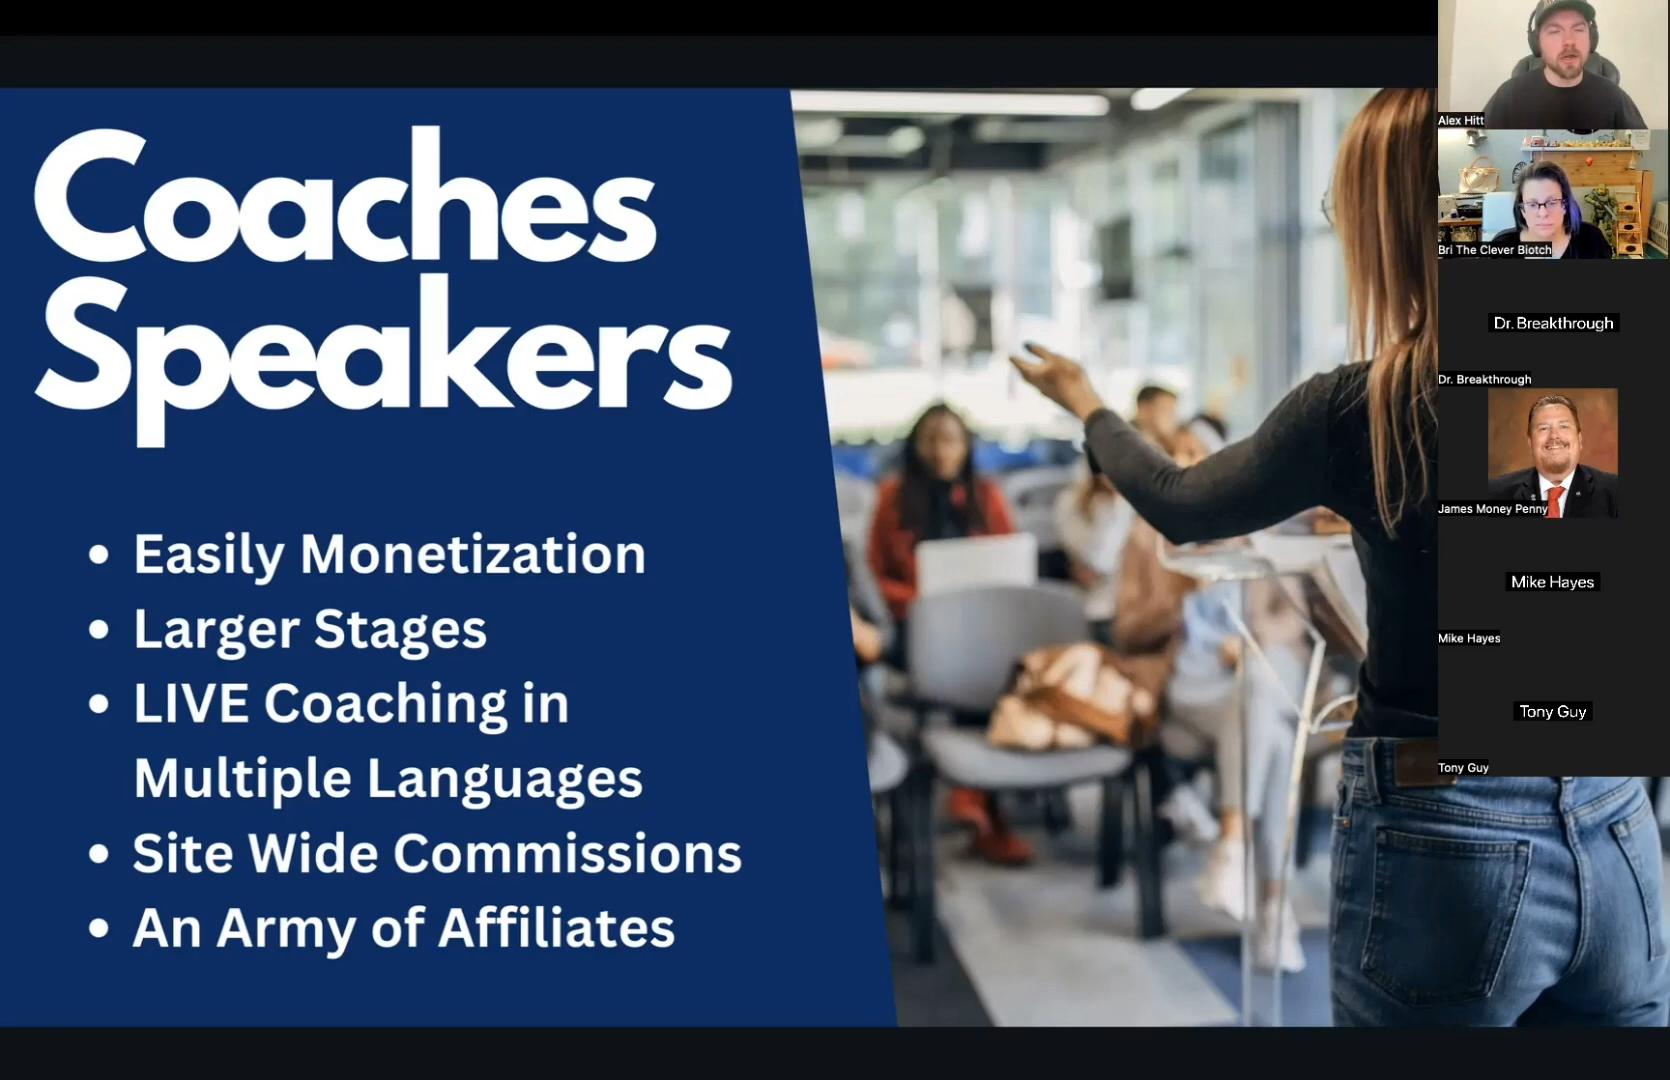 Coaches
Speakers
• Easily Monetization
• Larger Stages
• LIVE Coaching in
Multiple Languages
• Site Wide Commissions
• An Army of Affiliates
Alex Hitt
Bri The Clever Biotch
Dr. Breakthrough
Dr. Breakthrough
James Money Penny
Mike Hayes
Mike Hayes
Tony Guy
Tony Guy